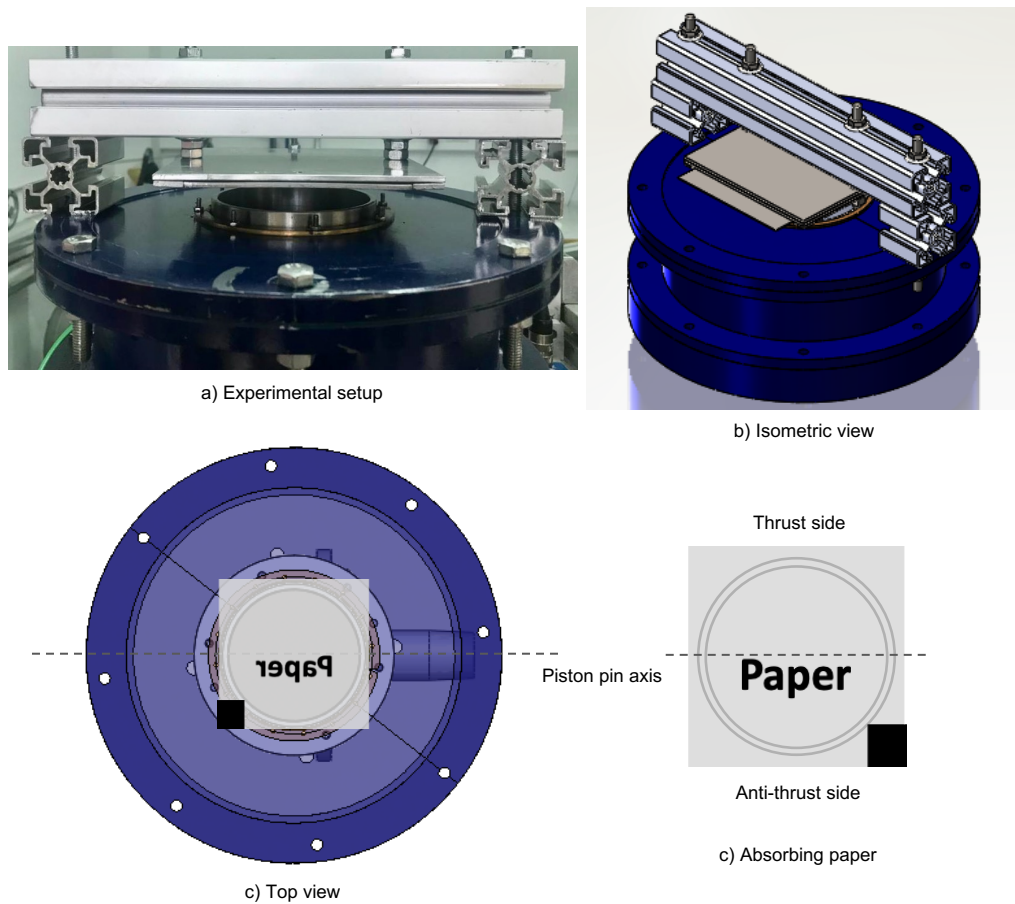 a) Experimental setup
b) Isometric view
Thrust side
Paper
Piston pin axis
Paper
Anti-thrust side
c) Absorbing paper
c) Top view